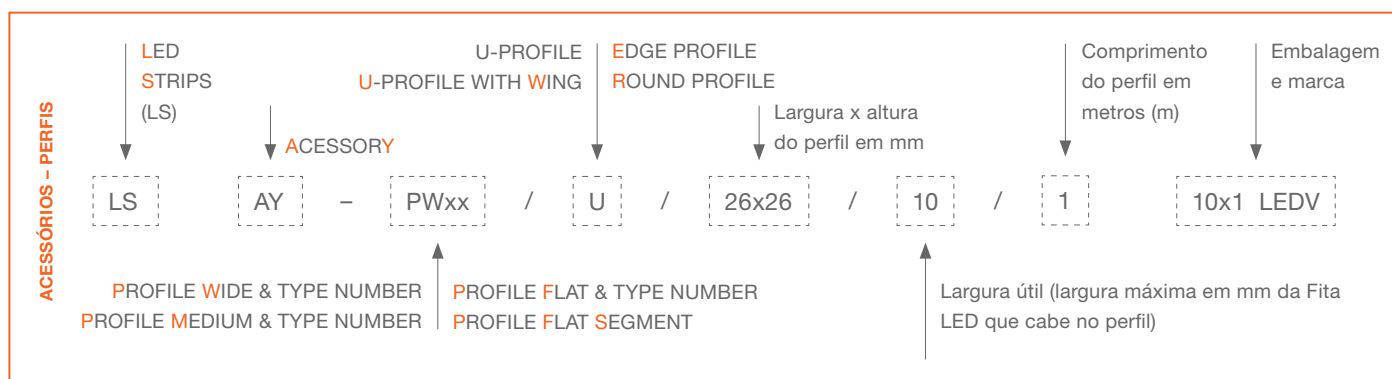 ACESSÓRIOS – PERFIS
LED
STRIPS
(LS)
ACESSORY
U-PROFILE
U-PROFILE WITH WING
EDGE PROFILE
ROUND PROFILE
Largura x altura
do perfil em mm
Comprimento
do perfil em
metros (m)
Embalagem
e marca
LS AY – PWxx / U / 26x26 / 10 / 1 10x1 LEDV
PROFILE WIDE & TYPE NUMBER
PROFILE MEDIUM & TYPE NUMBER
PROFILE FLAT & TYPE NUMBER
PROFILE FLAT SEGMENT
Largura útil (largura máxima em mm da Fita
LED que cabe no perfil)